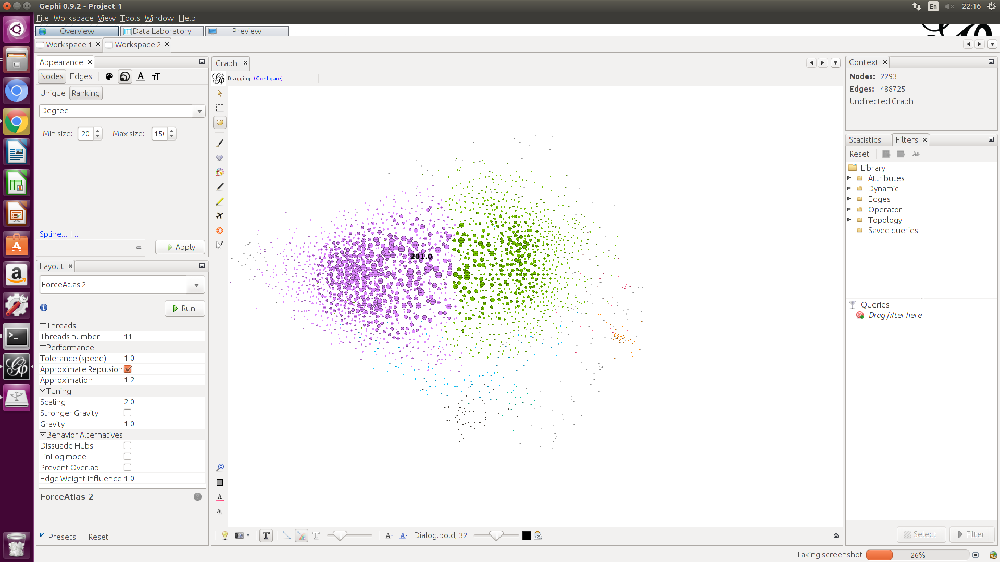 Gephi 0.9.2 - Project 1
En
22:16
File Workspace View Tools Window Help
Overview
Data Laboratory
Preview
Workspace 1
Workspace 2
Appearance
Nodes
Edges
Unique
Ranking
Degree
Min size: 20
Max size:
Spline...
..
Apply
Layout
ForceAtlas 2
Run
Threads
Threads number 11
Performance
Tolerance (speed) 1.0
Approximate Repulsion
Approximation 1.2
Tuning
Scaling 2.0
Stronger Gravity
Gravity 1.0
Behavior Alternatives
Dissuade Hubs
LinLog mode
Prevent Overlap
Edge Weight Influence 1.0
ForceAtlas 2
Presets...
Reset
Graph
Dragging (Configure)
201.0
Dialog.bold, 32
Context
Nodes: 2293
Edges: 488725
Undirected Graph
Statistics
Filters
Reset
Library
Attributes
Dynamic
Edges
Operator
Topology
Saved queries
Queries
Drag filter here
Select
Filter
Taking screenshot
26%